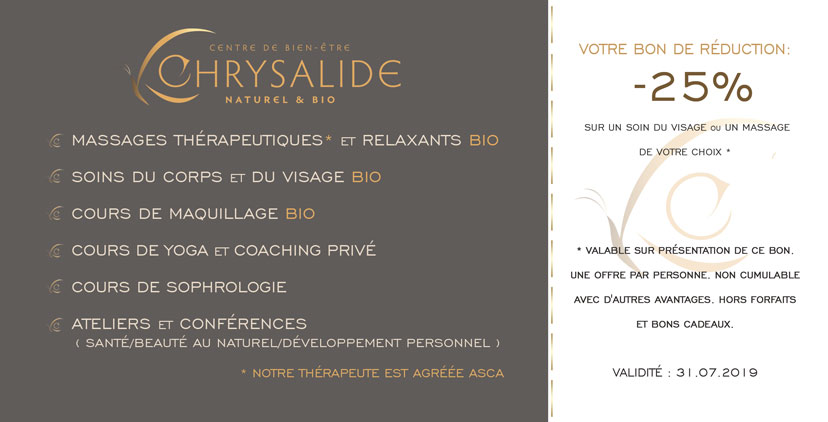 CENTRE DE BIEN-ÊTRE
CHRYSALIDE
NATUREL & BIO
MASSAGES THÉRAPEUTIQUES* ET RELAXANTS BIO
SOINS DU CORPS ET DU VISAGE BIO
COURS DE MAQUILLAGE BIO
COURS DE YOGA ET COACHING PRIVÉ
COURS DE SOPHROLOGIE
ATELIERS ET CONFÉRENCES
( SANTÉ/BEAUTÉ AU NATUREL/DÉVELOPPEMENT PERSONNEL )
* NOTRE THÉRAPEUTE EST AGRÉÉE ASCA
VOTRE BON DE RÉDUCTION:
-25%
SUR UN SOIN DU VISAGE OU UN MASSAGE
DE VOTRE CHOIX *
* VALABLE SUR PRÉSENTATION DE CE BON,
UNE OFFRE PAR PERSONNE, NON CUMULABLE
AVEC D'AUTRES AVANTAGES, HORS FORFAITS
ET BONS CADEAUX.
VALIDITÉ : 31.07.2019